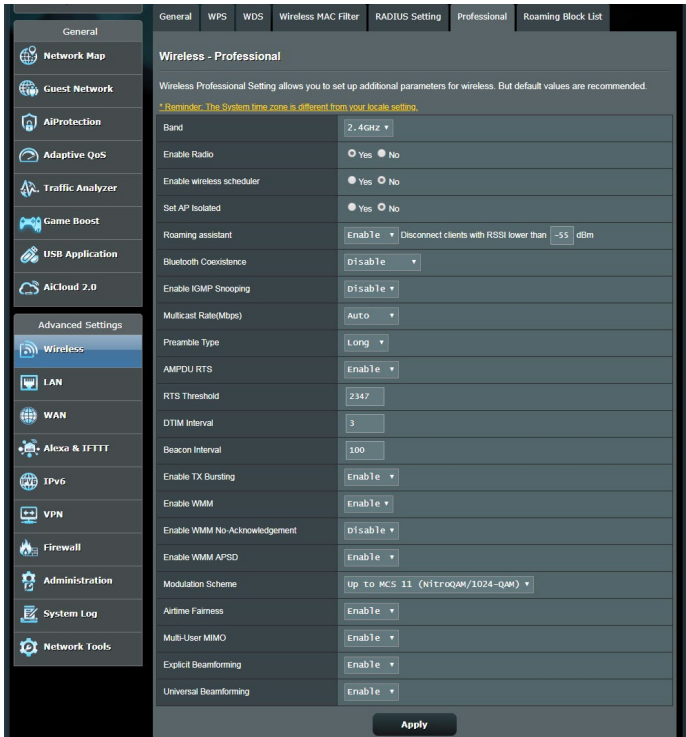 General WPS WDS Wireless MAC Filter RADIUS Setting Professional Roaming Block List
General
Network Map
Guest Network
AiProtection
Adaptive QoS
Traffic Analyzer
Game Boost
USB Application
AiCloud 2.0
Advanced Settings
Wireless
LAN
WAN
Alexa & IFTTT
IPv6
VPN
Firewall
Administration
System Log
Network Tools
Wireless - Professional
Wireless Professional Setting allows you to set up additional parameters for wireless. But default values are recommended.
* Reminder: The System time zone is different from your locale setting.
Band 2.4GHz
Enable Radio Yes No
Enable wireless scheduler Yes No
Set AP Isolated Yes No
Roaming assistant Enable Disconnect clients with RSSI lower than -55 dBm
Bluetooth Coexistence Disable
Enable IGMP Snooping Disable
Multicast Rate(Mbps) Auto
Preamble Type Long
AMPDU RTS Enable
RTS Threshold 2347
DTIM Interval 3
Beacon Interval 100
Enable TX Bursting Enable
Enable WMM Enable
Enable WMM No-Acknowledgement Disable
Enable WMM APSD Enable
Modulation Scheme Up to MCS 11 (NitroQAM/1024-QAM)
Airtime Fairness Enable
Multi-User MIMO Enable
Explicit Beamforming Enable
Universal Beamforming Enable
Apply